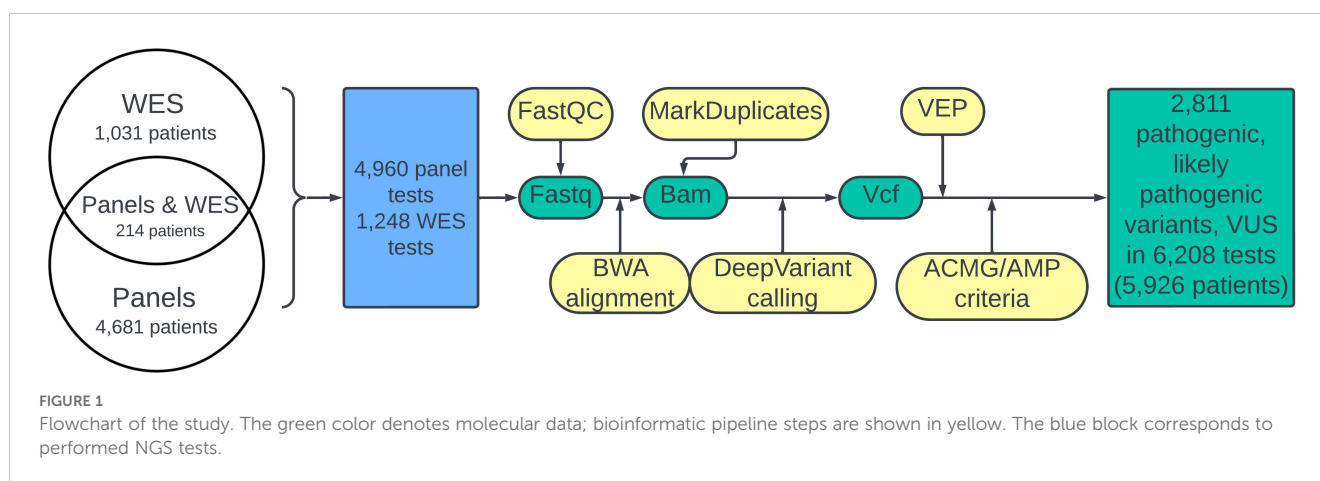 WES
1,031 patients
Panels & WES
214 patients
Panels
4,681 patients
4,960 panel
tests
1,248 WES
tests
FastQC
MarkDuplicates
VEP
Fastq
Bam
Vcf
BWA
alignment
DeepVariant
calling
ACMG/AMP
criteria
2,811
pathogenic,
likely
pathogenic
variants, VUS
in 6,208 tests
(5,926 patients)
FIGURE 1
Flowchart of the study. The green color denotes molecular data; bioinformatic pipeline steps are shown in yellow. The blue block corresponds to
performed NGS tests.